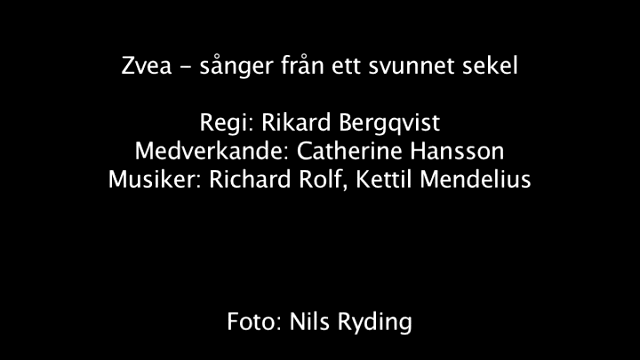 Zvea - sånger från ett svunnet sekel
Regi: Rikard Bergqvist
Medverkande: Catherine Hansson
Musiker: Richard Rolf, Kettil Mendelius
Foto: Nils Ryding